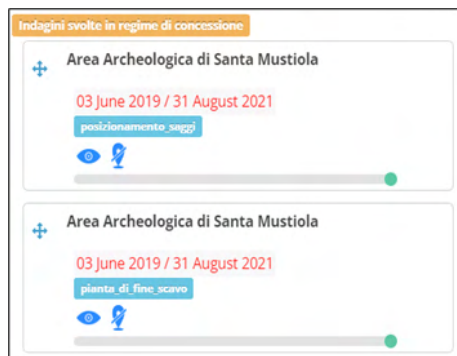 Indagini svolte in regime di concessione
Area Archeologica di Santa Mustiola
03 June 2019 / 31 August 2021
posizionamento_saggi
Area Archeologica di Santa Mustiola
03 June 2019 / 31 August 2021
pianta_di_fine_scavo